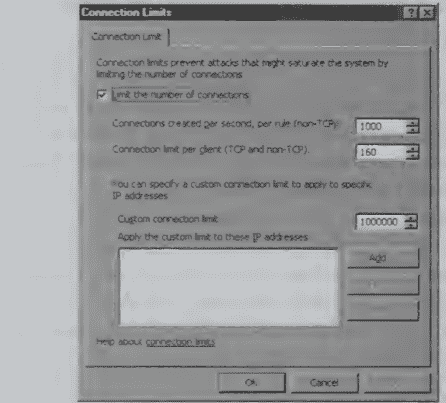 Connection Limits
Connection Limit
Connection limits prevent attacks that might saturate the system by
limiting the number of connections
Limit the number of connections:
Connections created per second, per rule (non-TCP): 1000
Connection limit per client (TCP and non-TCP): 160
You can specify a custom connection limit to apply to specific
IP addresses
Custom connection limit 1000000
Apply the custom limit to these IP addresses
Add
Help about connection limits
OK Cancel